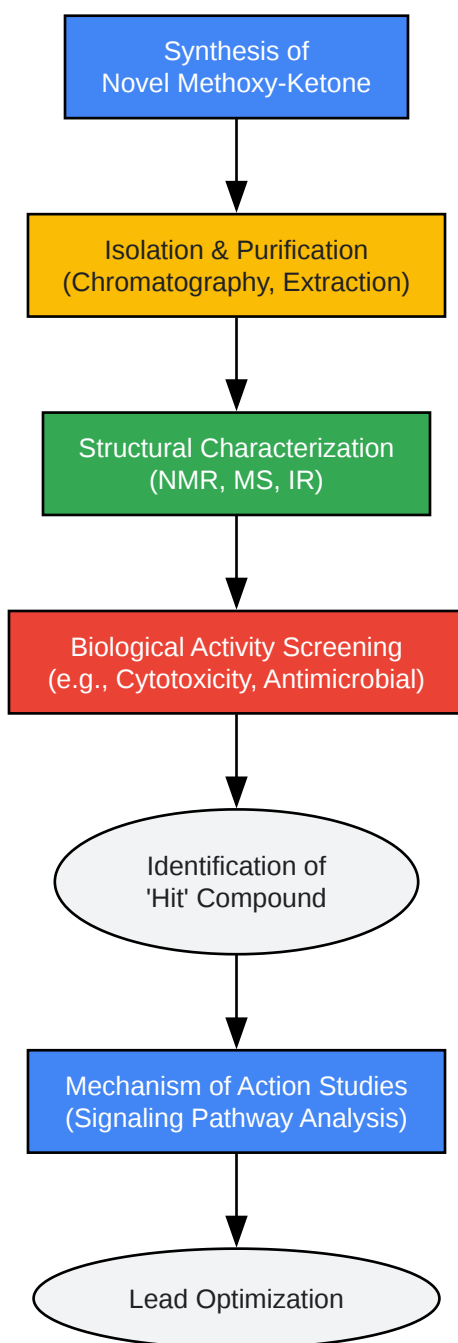 Synthesis of
Novel Methoxy-Ketone
Isolation & Purification
(Chromatography, Extraction)
Structural Characterization
(NMR, MS, IR)
Biological Activity Screening
(e.g., Cytotoxicity, Antimicrobial)
Identification of
'Hit' Compound
Mechanism of Action Studies
(Signaling Pathway Analysis)
Lead Optimization